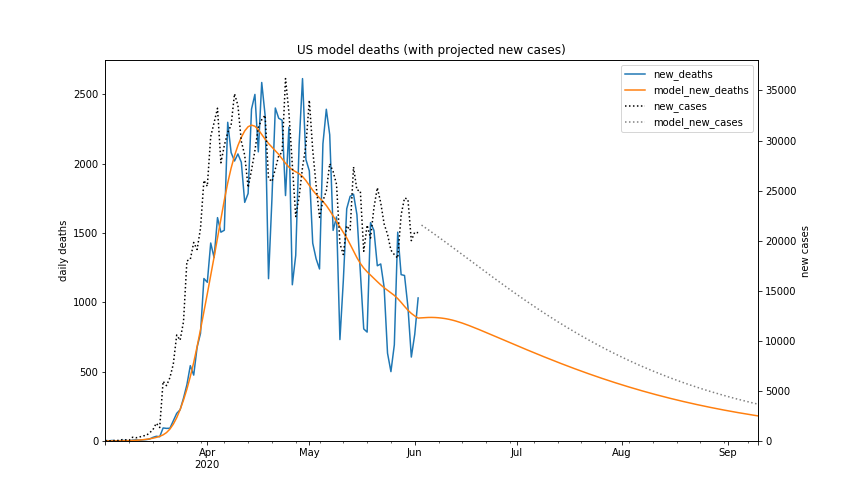 US model deaths (with projected new cases)
new_deaths
model_new_deaths
new_cases
model_new_cases
daily deaths
2500
2000
1500
1000
500
0
35000
30000
25000
20000
15000
10000
5000
0
new cases
Apr
2020
May
Jun
Jul
Aug
Sep